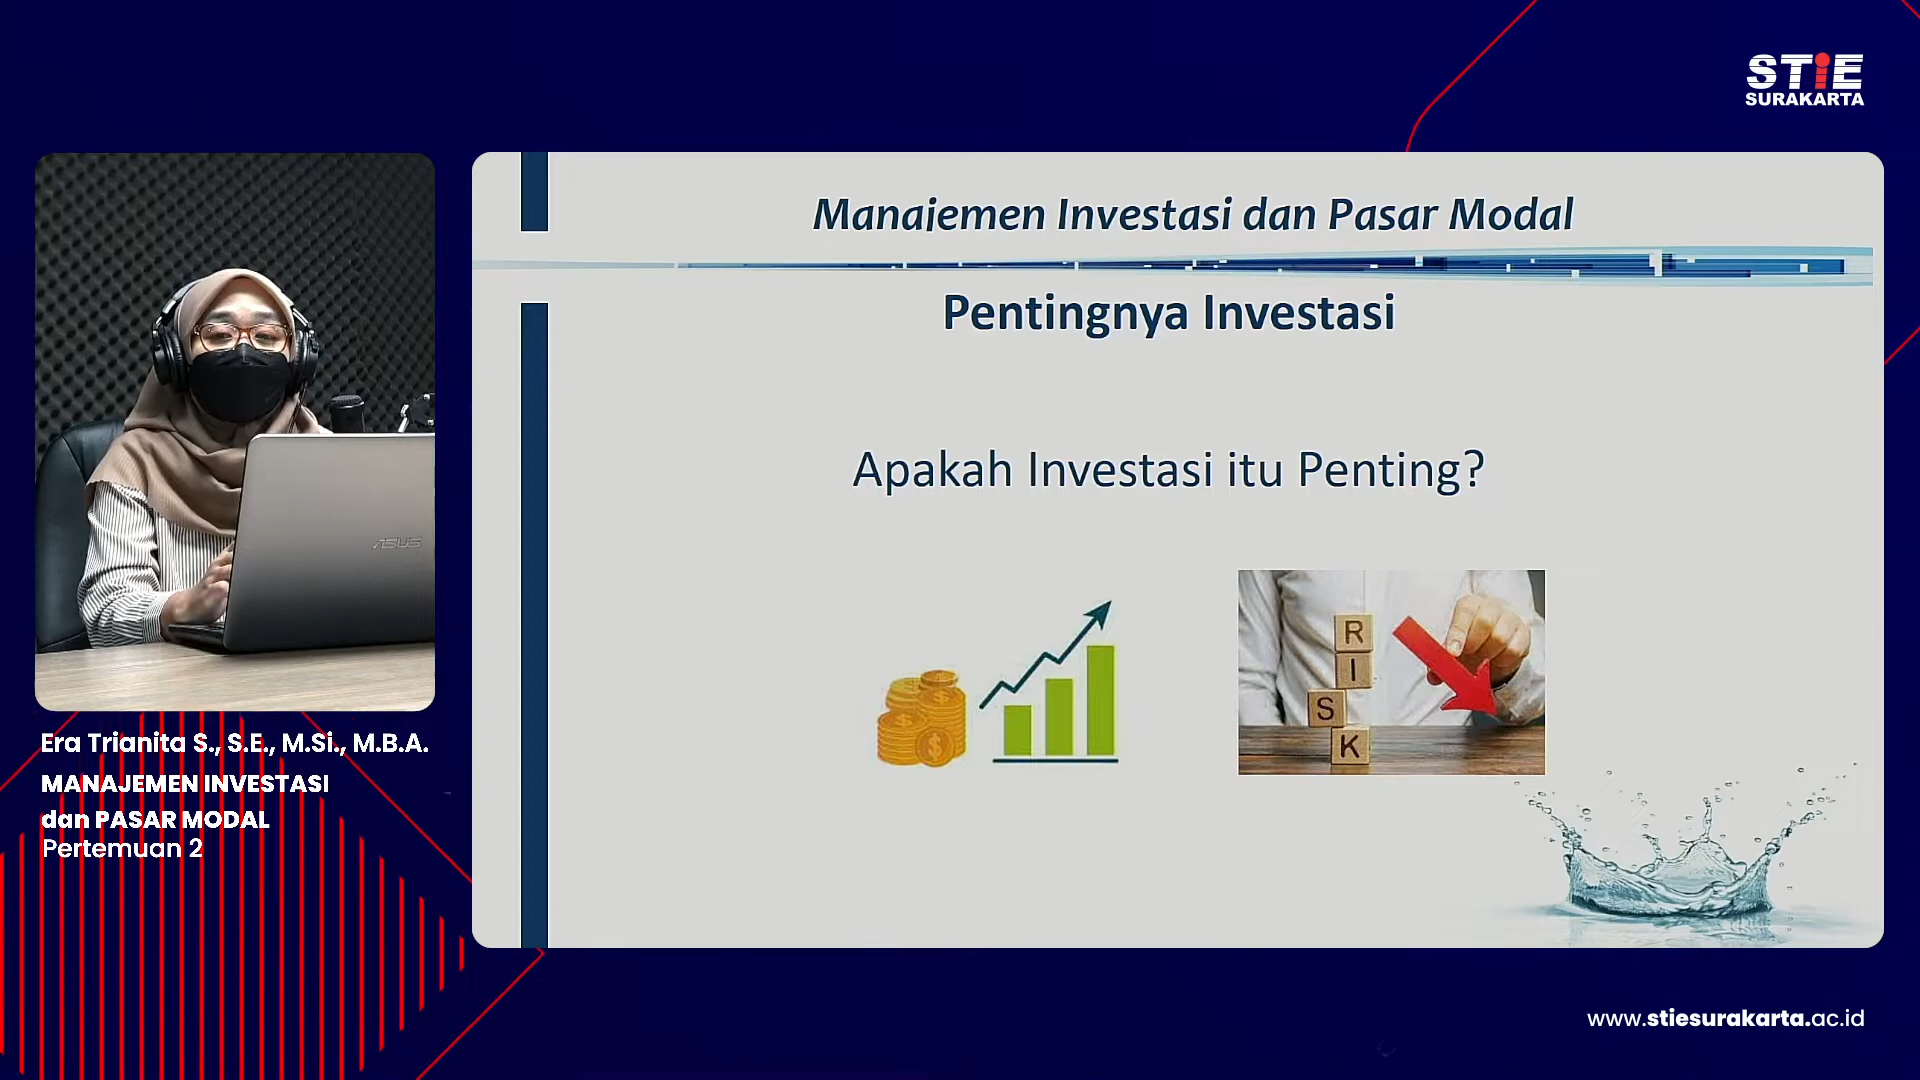 STiE
SURAKARTA
Manajemen Investasi dan Pasar Modal
Pentingnya Investasi
Apakah Investasi itu Penting?
R
I
S
K
ASUS
Era Trianita S., S.E., M.Si., M.B.A.
MANAJEMEN INVESTASI
dan PASAR MODAL
Pertemuan 2
www.stiesurakarta.ac.id